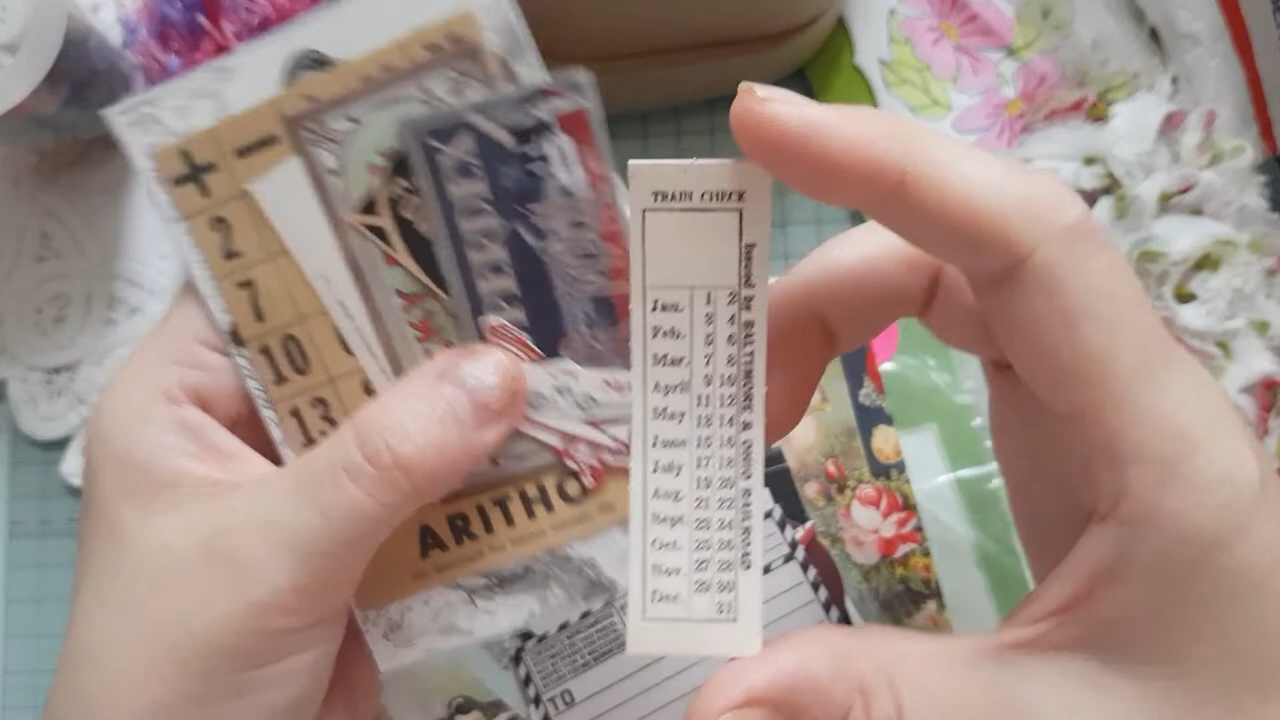 + -
2
7
10
13
ARITHO
TO
TRAIN CHECK
Issued by BALTIMORE & OHIO RAILROAD
Jan. 1 2
Feb. 3 4
Mar. 5 6
April 7 8
May 9 10
June 11 12
July 13 14
Aug. 15 16
Sept. 17 18
Oct. 19 20
Nov. 21 22
Dec. 23 24
25 26
27 28
29 30
31